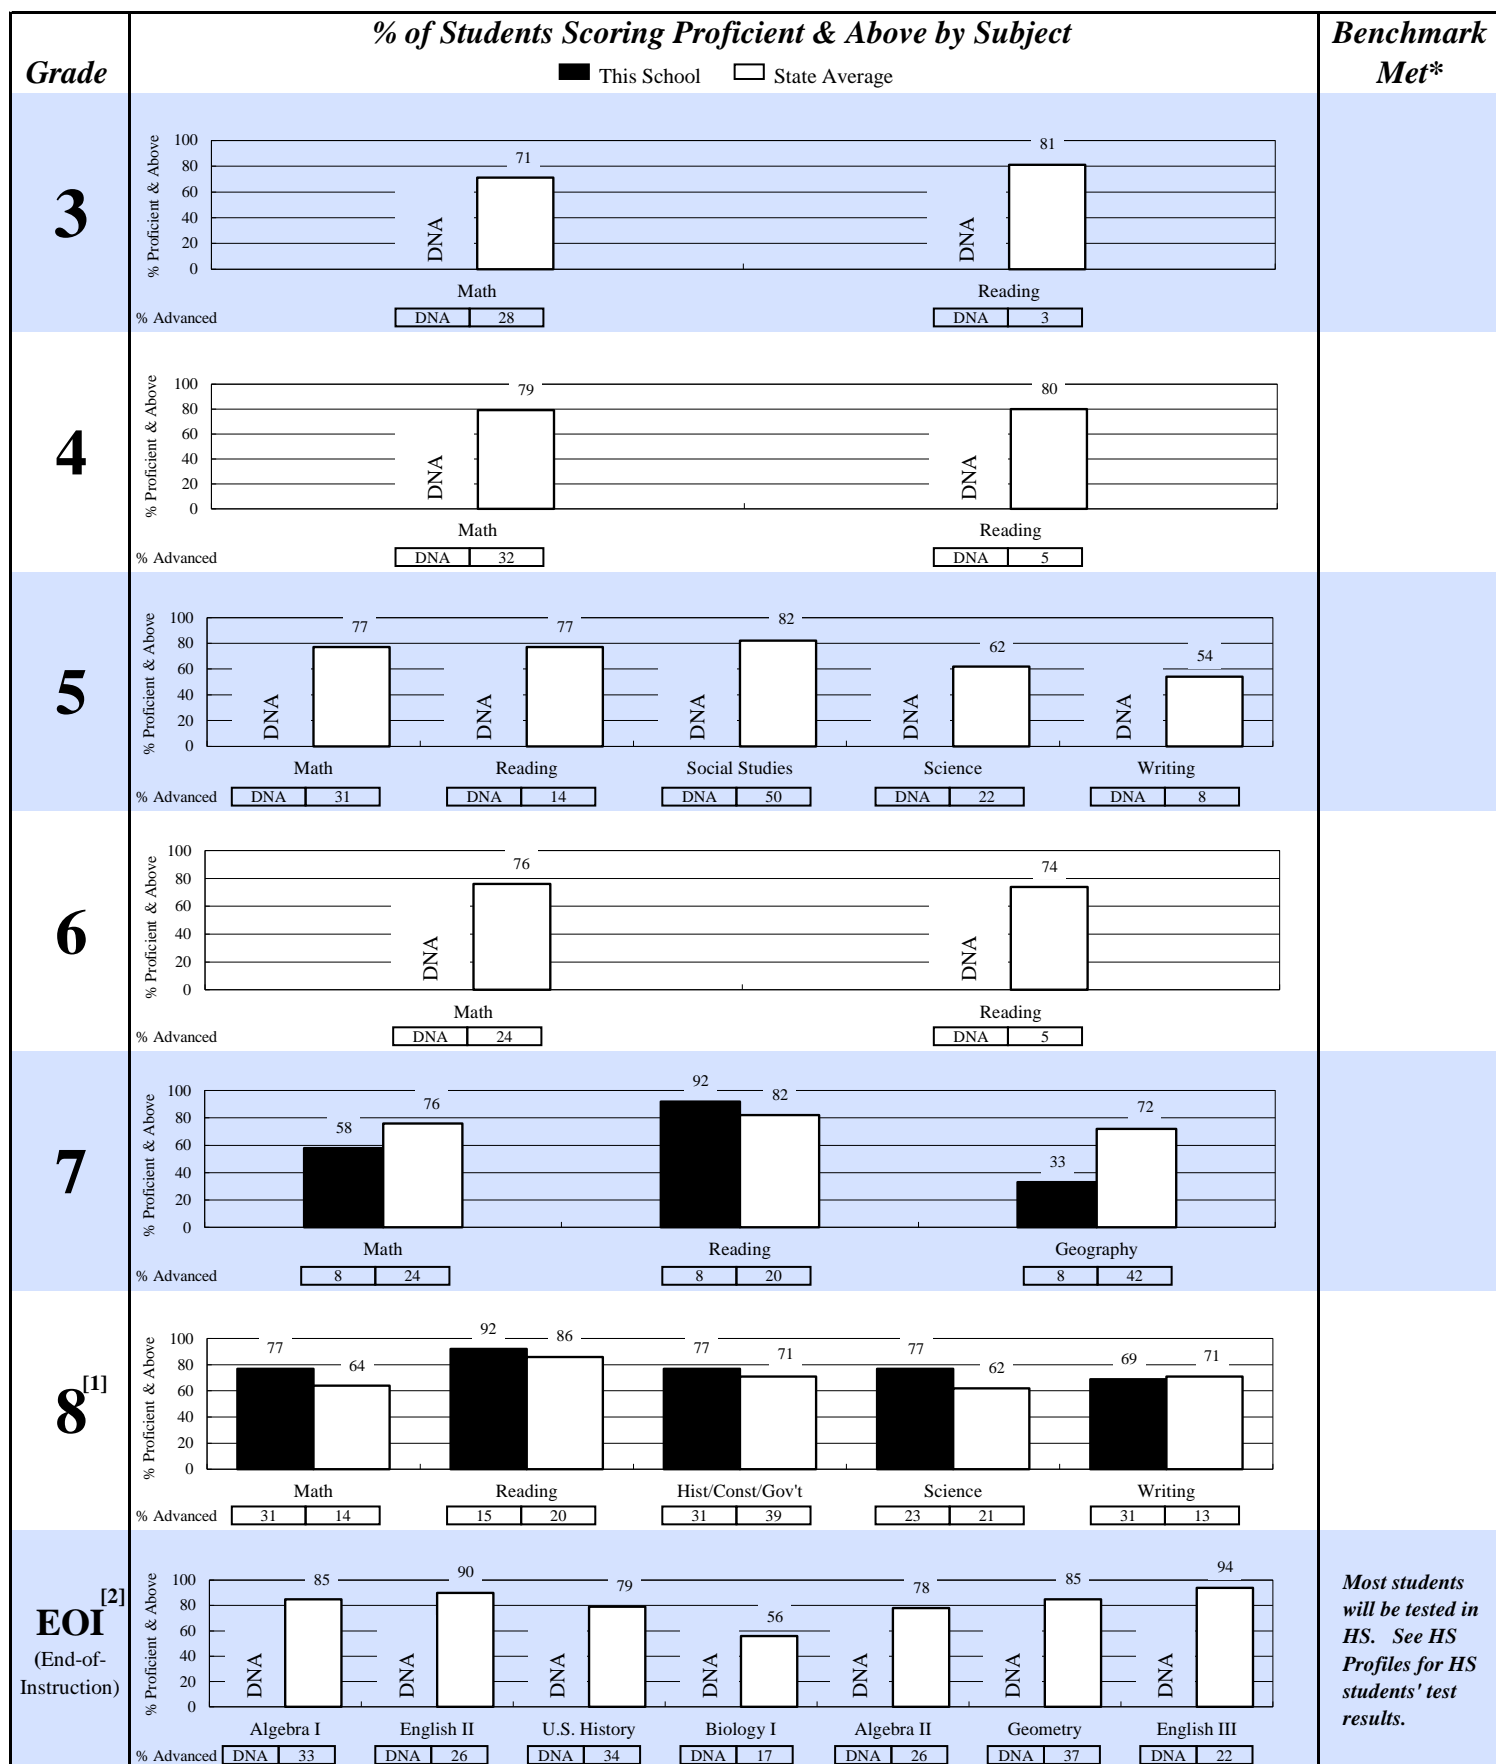 % of Students Scoring Proficient & Above by Subject
Benchmark
Met*
Grade
This School
State Average
3
% Proficient & Above
100
80
60
40
20
0
DNA
71
DNA
81
Math
Reading
% Advanced
DNA 28
DNA 3
4
% Proficient & Above
100
80
60
40
20
0
DNA
79
DNA
80
Math
Reading
% Advanced
DNA 32
DNA 5
5
% Proficient & Above
100
80
60
40
20
0
DNA
77
DNA
77
DNA
82
DNA
62
DNA
54
Math
Reading
Social Studies
Science
Writing
% Advanced
DNA 31
DNA 14
DNA 50
DNA 22
DNA 8
6
% Proficient & Above
100
80
60
40
20
0
DNA
76
DNA
74
Math
Reading
% Advanced
DNA 24
DNA 5
7
% Proficient & Above
100
80
60
40
20
0
58
76
92
82
33
72
Math
Reading
Geography
% Advanced
8 24
8 20
8 42
8[1]
% Proficient & Above
100
80
60
40
20
0
77
64
92
86
77
71
77
62
69
71
Math
Reading
Hist/Const/Gov't
Science
Writing
% Advanced
31 14
15 20
31 39
23 21
31 13
EOI[2]
(End-of-
Instruction)
% Proficient & Above
100
80
60
40
20
0
DNA
85
DNA
90
DNA
79
DNA
56
DNA
78
DNA
85
DNA
94
Algebra I
English II
U.S. History
Biology I
Algebra II
Geometry
English III
% Advanced
DNA 33
DNA 26
DNA 34
DNA 17
DNA 26
DNA 37
DNA 22
Most students
will be tested in
HS. See HS
Profiles for HS
students' test
results.